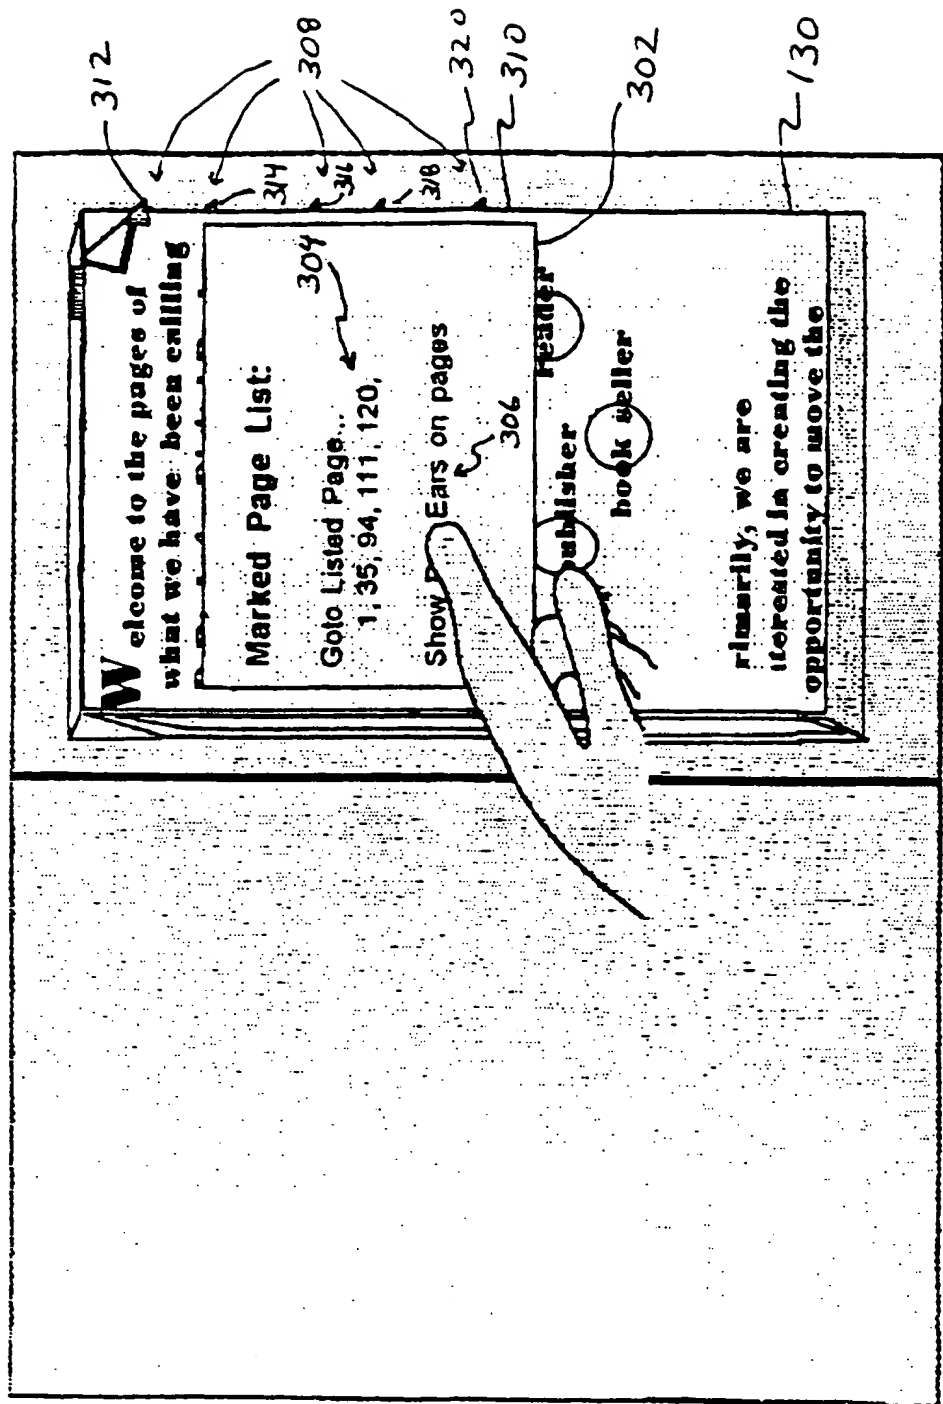 312
308
320
310
302
130
314
316
318
W elcome to the pages of
what we have been calling
Marked Page List:
304
Goto Listed Page...
1, 35, 94, 111, 120,
Show Ears on pages
306
reader
publisher
book seller
rimarily, we are
terested in creating the
opportunity to move the